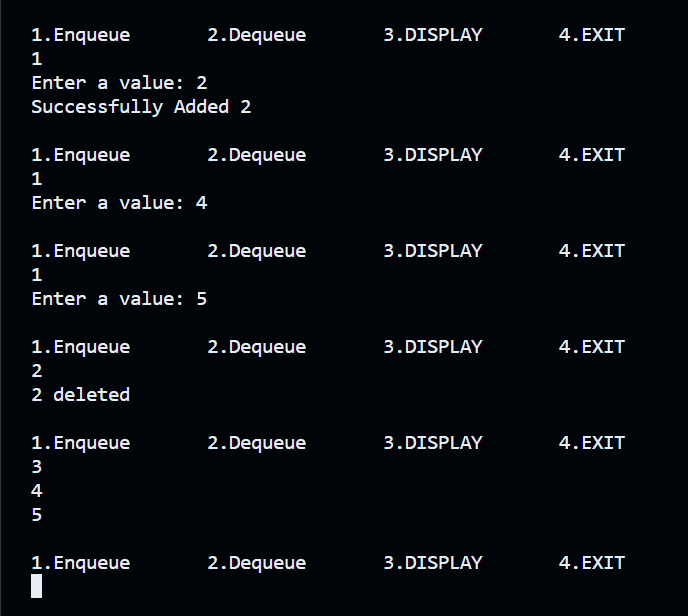 1.Enqueue 2.Dequeue 3.DISPLAY 4.EXIT
1
Enter a value: 2
Successfully Added 2
1.Enqueue 2.Dequeue 3.DISPLAY 4.EXIT
1
Enter a value: 4
1.Enqueue 2.Dequeue 3.DISPLAY 4.EXIT
1
Enter a value: 5
1.Enqueue 2.Dequeue 3.DISPLAY 4.EXIT
2
2 deleted
1.Enqueue 2.Dequeue 3.DISPLAY 4.EXIT
3
4
5
1.Enqueue 2.Dequeue 3.DISPLAY 4.EXIT